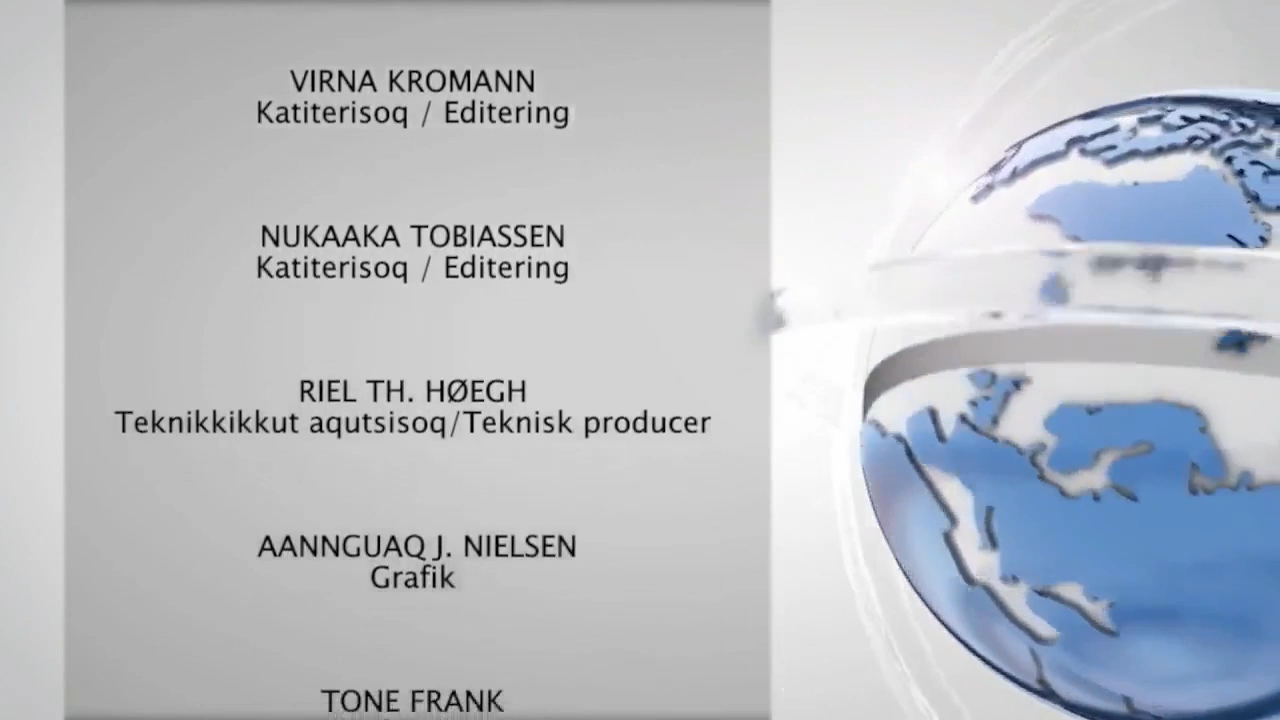 VIRNA KROMANN
Katiterisoq / Editering
NUKAAKA TOBIASSEN
Katiterisoq / Editering
RIEL TH. HØEGH
Teknikkikkut aqutsisoq/Teknisk producer
AANNGUAQ J. NIELSEN
Grafik
TONE FRANK